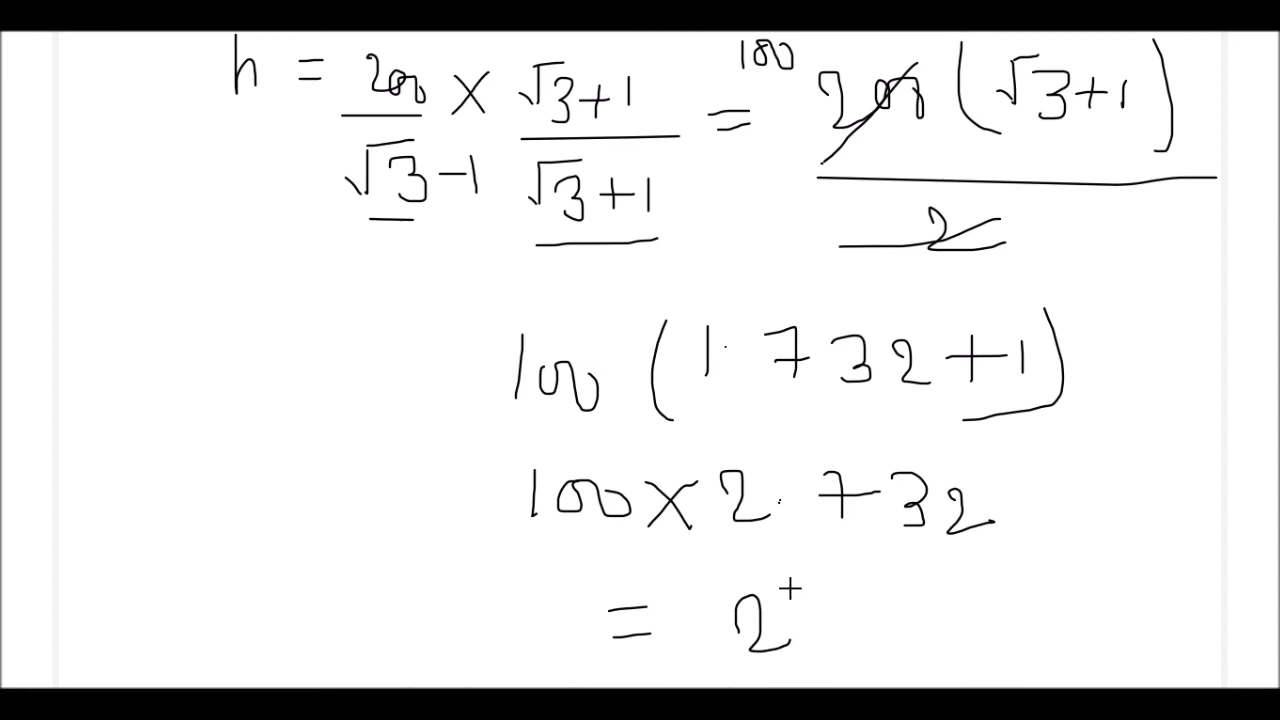 h = 200/(√3-1) × (√3+1)/(√3+1) = 100 200(√3+1)/2
100 (1.732+1)
100 × 2.732
= 2